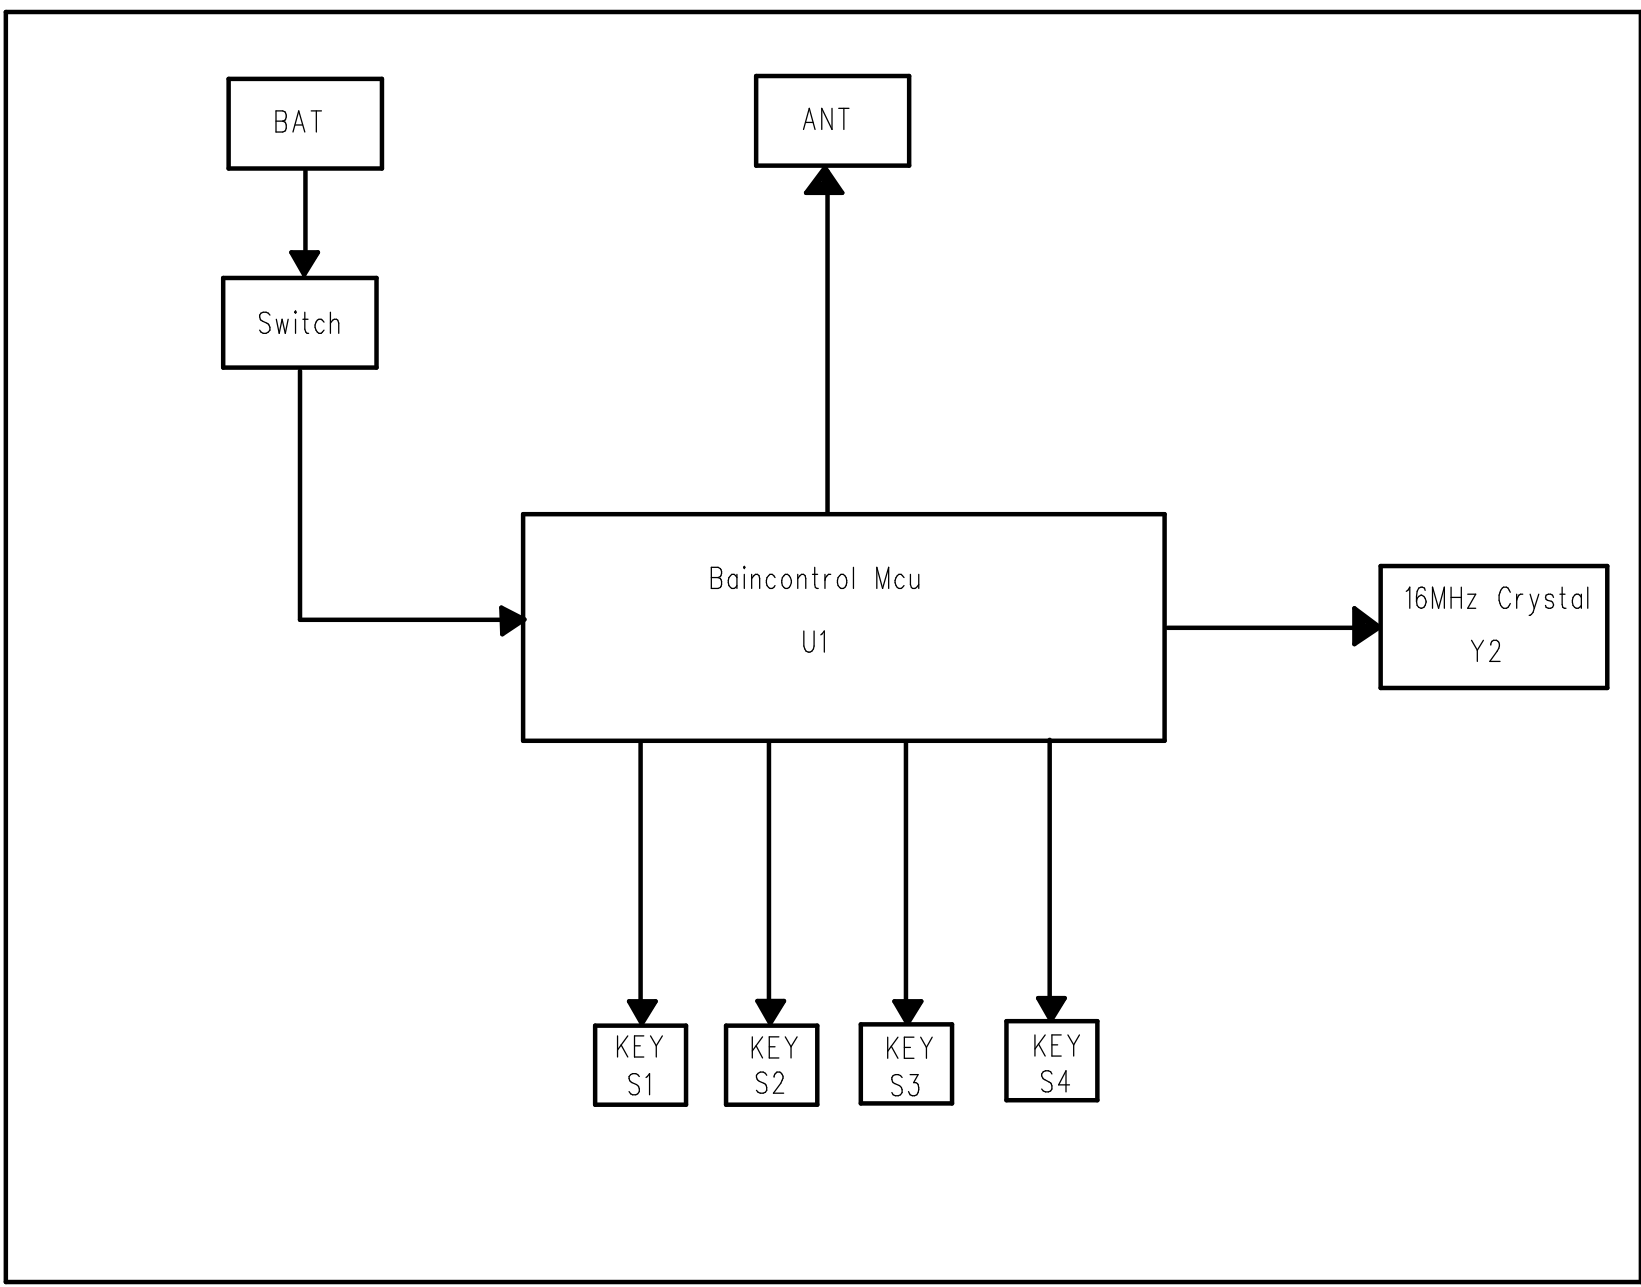 BAT
ANT
Switch
Baincontrol Mcu
U1
16MHz Crystal
Y2
KEY
S1
KEY
S2
KEY
S3
KEY
S4